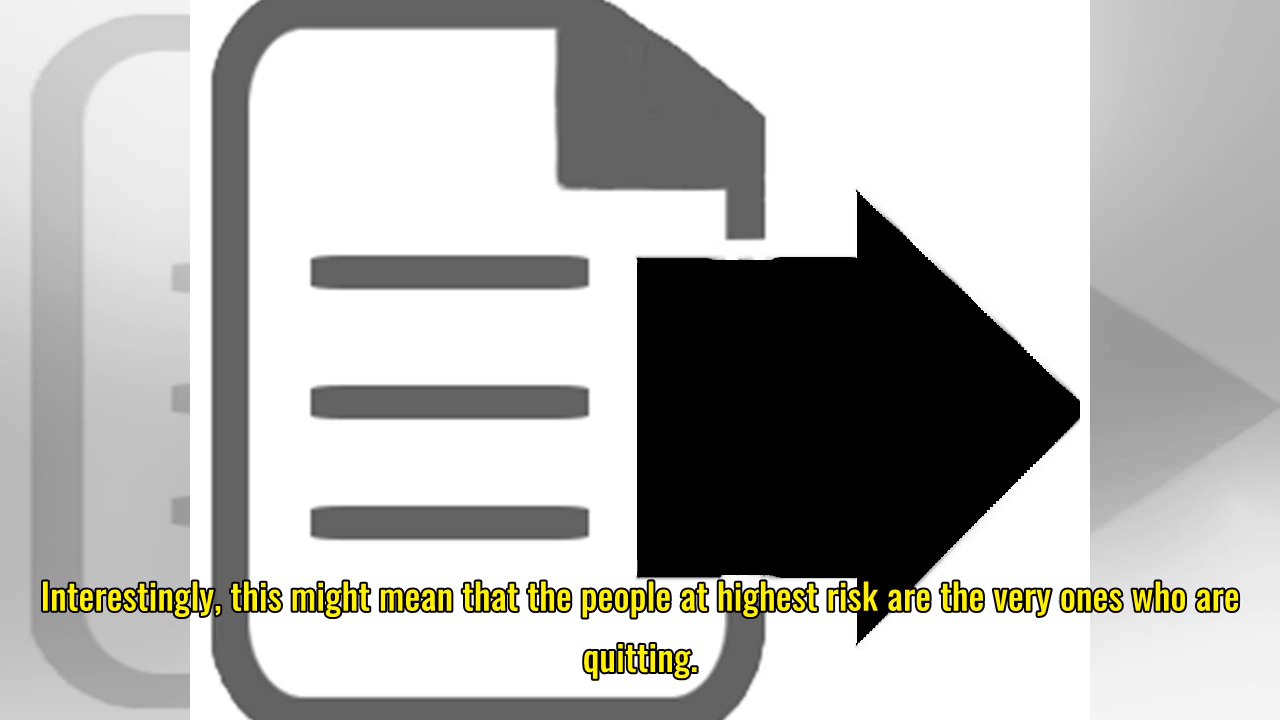 Interestingly, this might mean that the people at highest risk are the very ones who are
quitting.